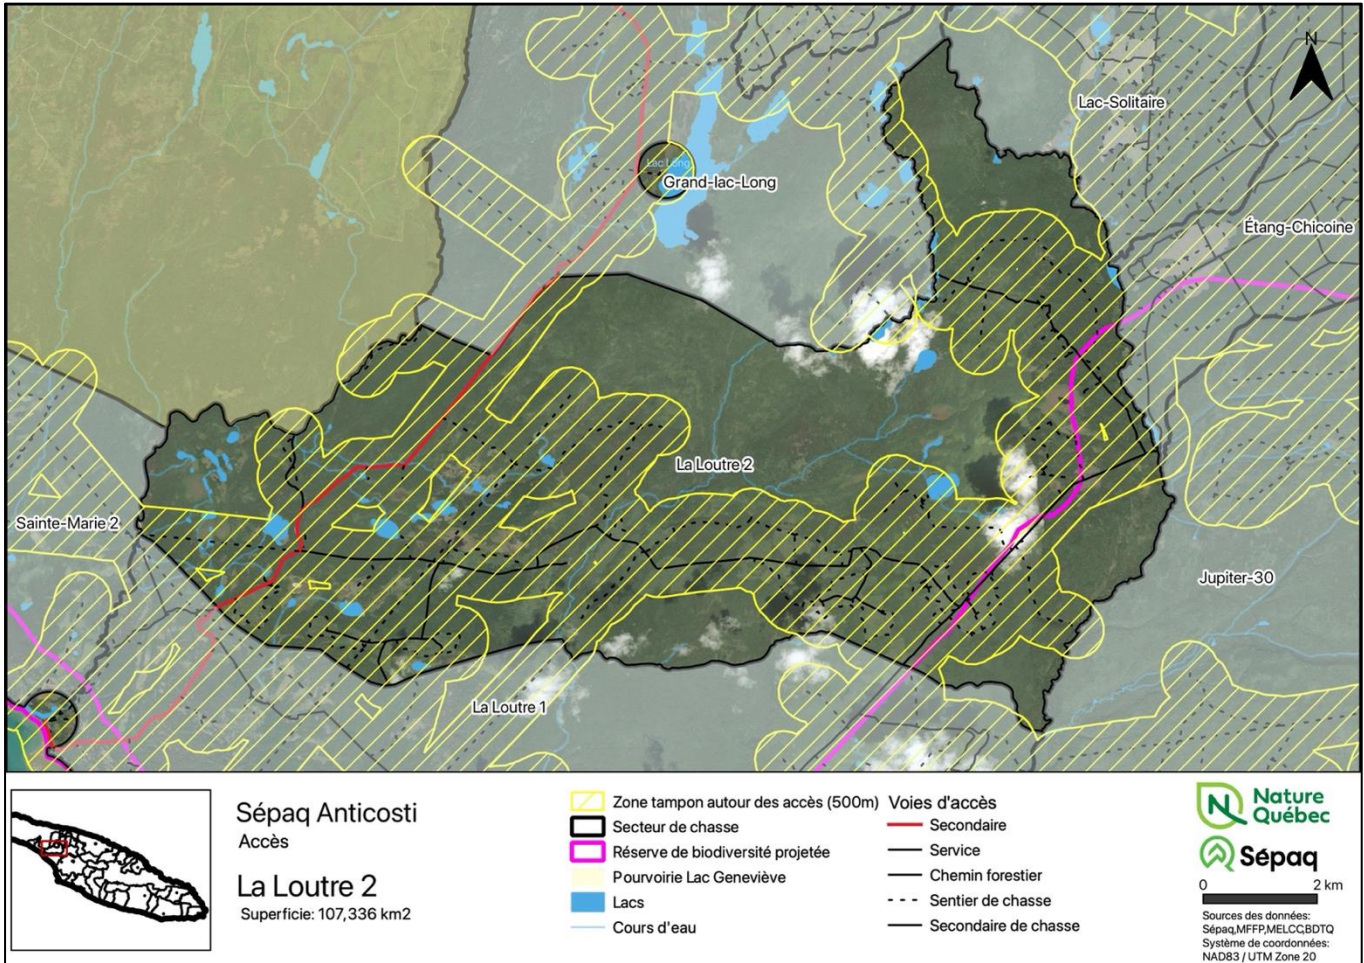 N
Lac-Solitaire
Lac Long
Grand-lac-Long
Étang-Chicoine
La Loutre 2
Sainte-Marie 2
Jupiter-30
La Loutre 1
Sépaq Anticosti
Accès
La Loutre 2
Superficie: 107,336 km2
Zone tampon autour des accès (500m)
Secteur de chasse
Réserve de biodiversité projetée
Pourvoirie Lac Geneviève
Lacs
Cours d'eau
Voies d'accès
Secondaire
Service
Chemin forestier
Sentier de chasse
Secondaire de chasse
Nature
Québec
Sépaq
0 2 km
Sources des données:
Sépaq,MFFP,MELCC,BDTQ
Système de coordonnées:
NAD83 / UTM Zone 20